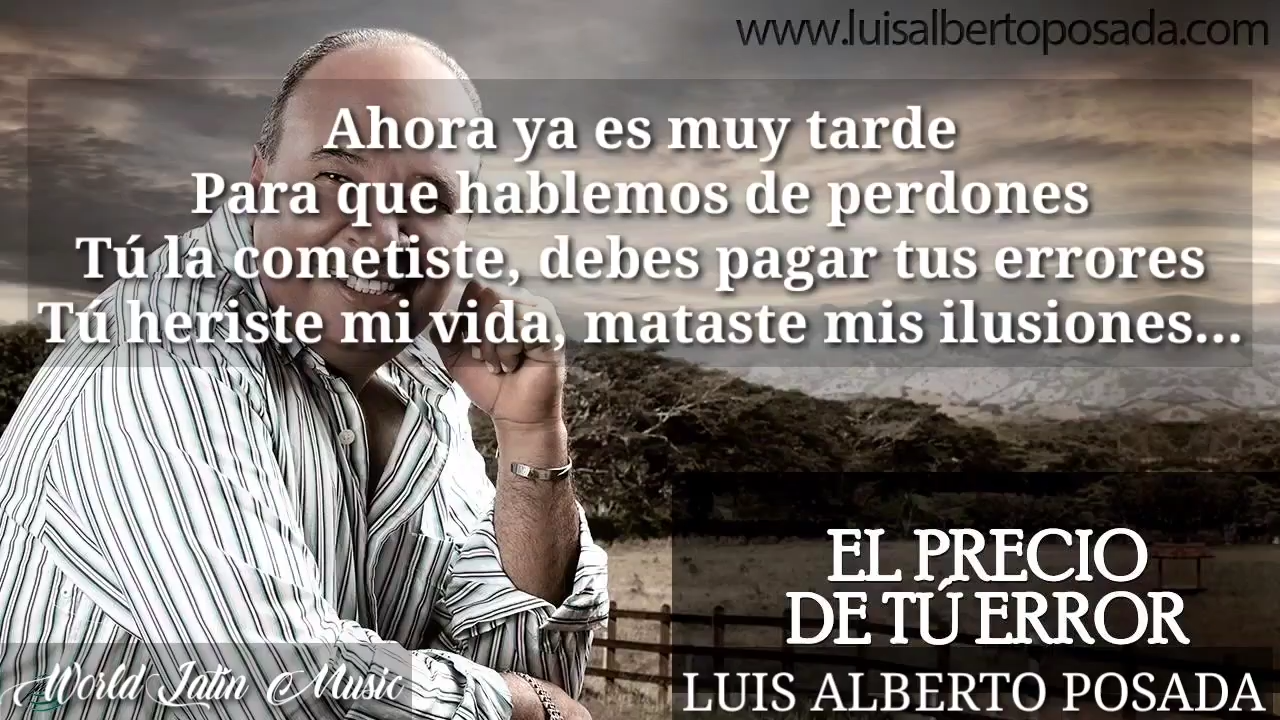 www.luisalbertoposada.com
Ahora ya es muy tarde
Para que hablemos de perdones
Tú la cometiste, debes pagar tus errores
Tú heriste mi vida, mataste mis ilusiones...
EL PRECIO
DE TÚ ERROR
LUIS ALBERTO POSADA
World Latin Music